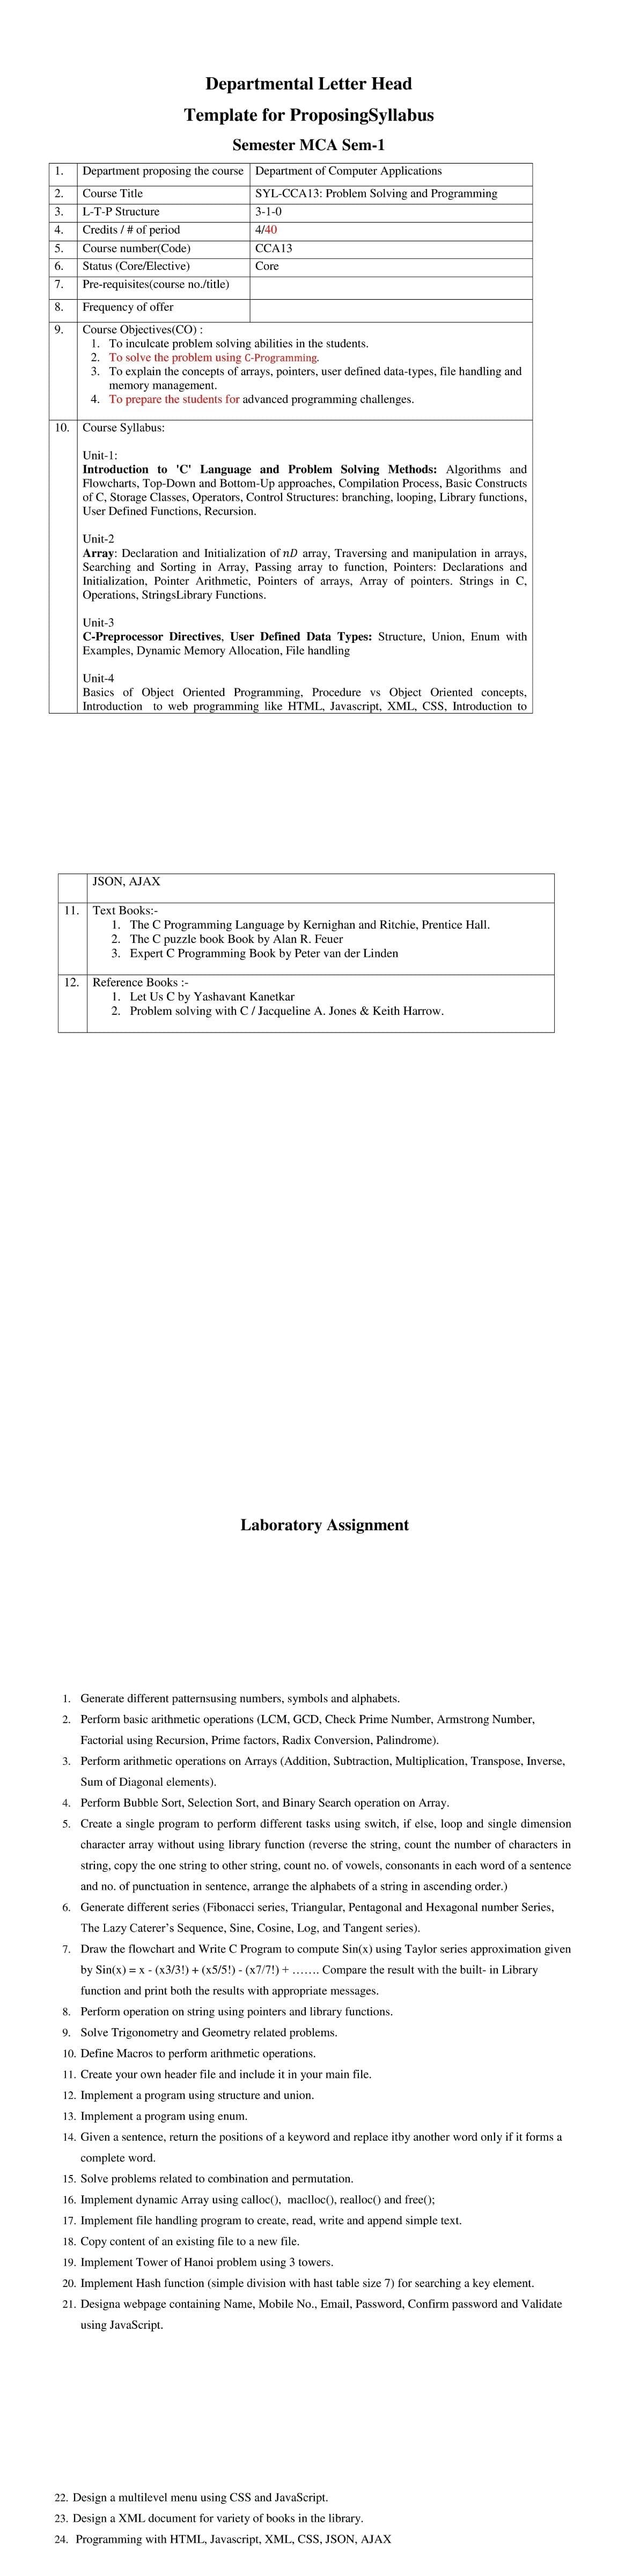 Departmental Letter Head
Template for ProposingSyllabus
Semester MCA Sem-1
1. Department proposing the course Department of Computer Applications
2. Course Title SYL-CCA13: Problem Solving and Programming
3. L-T-P Structure 3-1-0
4. Credits / # of period 4/40
5. Course number(Code) CCA13
6. Status (Core/Elective) Core
7. Pre-requisites(course no./title)
8. Frequency of offer
9. Course Objectives(CO) :
1. To inculcate problem solving abilities in the students.
2. To solve the problem using C-Programming.
3. To explain the concepts of arrays, pointers, user defined data-types, file handling and
memory management.
4. To prepare the students for advanced programming challenges.
10. Course Syllabus:
Unit-1:
Introduction to 'C' Language and Problem Solving Methods: Algorithms and
Flowcharts, Top-Down and Bottom-Up approaches, Compilation Process, Basic Constructs
of C, Storage Classes, Operators, Control Structures: branching, looping, Library functions,
User Defined Functions, Recursion.
Unit-2
Array: Declaration and Initialization of nD array, Traversing and manipulation in arrays,
Searching and Sorting in Array, Passing array to function, Pointers: Declarations and
Initialization, Pointer Arithmetic, Pointers of arrays, Array of pointers. Strings in C,
Operations, StringsLibrary Functions.
Unit-3
C-Preprocessor Directives, User Defined Data Types: Structure, Union, Enum with
Examples, Dynamic Memory Allocation, File handling
Unit-4
Basics of Object Oriented Programming, Procedure vs Object Oriented concepts,
Introduction to web programming like HTML, Javascript, XML, CSS, Introduction to
JSON, AJAX
11. Text Books:-
1. The C Programming Language by Kernighan and Ritchie, Prentice Hall.
2. The C puzzle book Book by Alan R. Feuer
3. Expert C Programming Book by Peter van der Linden
12. Reference Books :-
1. Let Us C by Yashavant Kanetkar
2. Problem solving with C / Jacqueline A. Jones & Keith Harrow.
Laboratory Assignment
1. Generate different patternsusing numbers, symbols and alphabets.
2. Perform basic arithmetic operations (LCM, GCD, Check Prime Number, Armstrong Number,
Factorial using Recursion, Prime factors, Radix Conversion, Palindrome).
3. Perform arithmetic operations on Arrays (Addition, Subtraction, Multiplication, Transpose, Inverse,
Sum of Diagonal elements).
4. Perform Bubble Sort, Selection Sort, and Binary Search operation on Array.
5. Create a single program to perform different tasks using switch, if else, loop and single dimension
character array without using library function (reverse the string, count the number of characters in
string, copy the one string to other string, count no. of vowels, consonants in each word of a sentence
and no. of punctuation in sentence, arrange the alphabets of a string in ascending order.)
6. Generate different series (Fibonacci series, Triangular, Pentagonal and Hexagonal number Series,
The Lazy Caterer's Sequence, Sine, Cosine, Log, and Tangent series).
7. Draw the flowchart and Write C Program to compute Sin(x) using Taylor series approximation given
by Sin(x) = x - (x3/3!) + (x5/5!) - (x7/7!) + ……. Compare the result with the built- in Library
function and print both the results with appropriate messages.
8. Perform operation on string using pointers and library functions.
9. Solve Trigonometry and Geometry related problems.
10. Define Macros to perform arithmetic operations.
11. Create your own header file and include it in your main file.
12. Implement a program using structure and union.
13. Implement a program using enum.
14. Given a sentence, return the positions of a keyword and replace itby another word only if it forms a
complete word.
15. Solve problems related to combination and permutation.
16. Implement dynamic Array using calloc(), maclloc(), realloc() and free();
17. Implement file handling program to create, read, write and append simple text.
18. Copy content of an existing file to a new file.
19. Implement Tower of Hanoi problem using 3 towers.
20. Implement Hash function (simple division with hast table size 7) for searching a key element.
21. Designa webpage containing Name, Mobile No., Email, Password, Confirm password and Validate
using JavaScript.
22. Design a multilevel menu using CSS and JavaScript.
23. Design a XML document for variety of books in the library.
24. Programming with HTML, Javascript, XML, CSS, JSON, AJAX